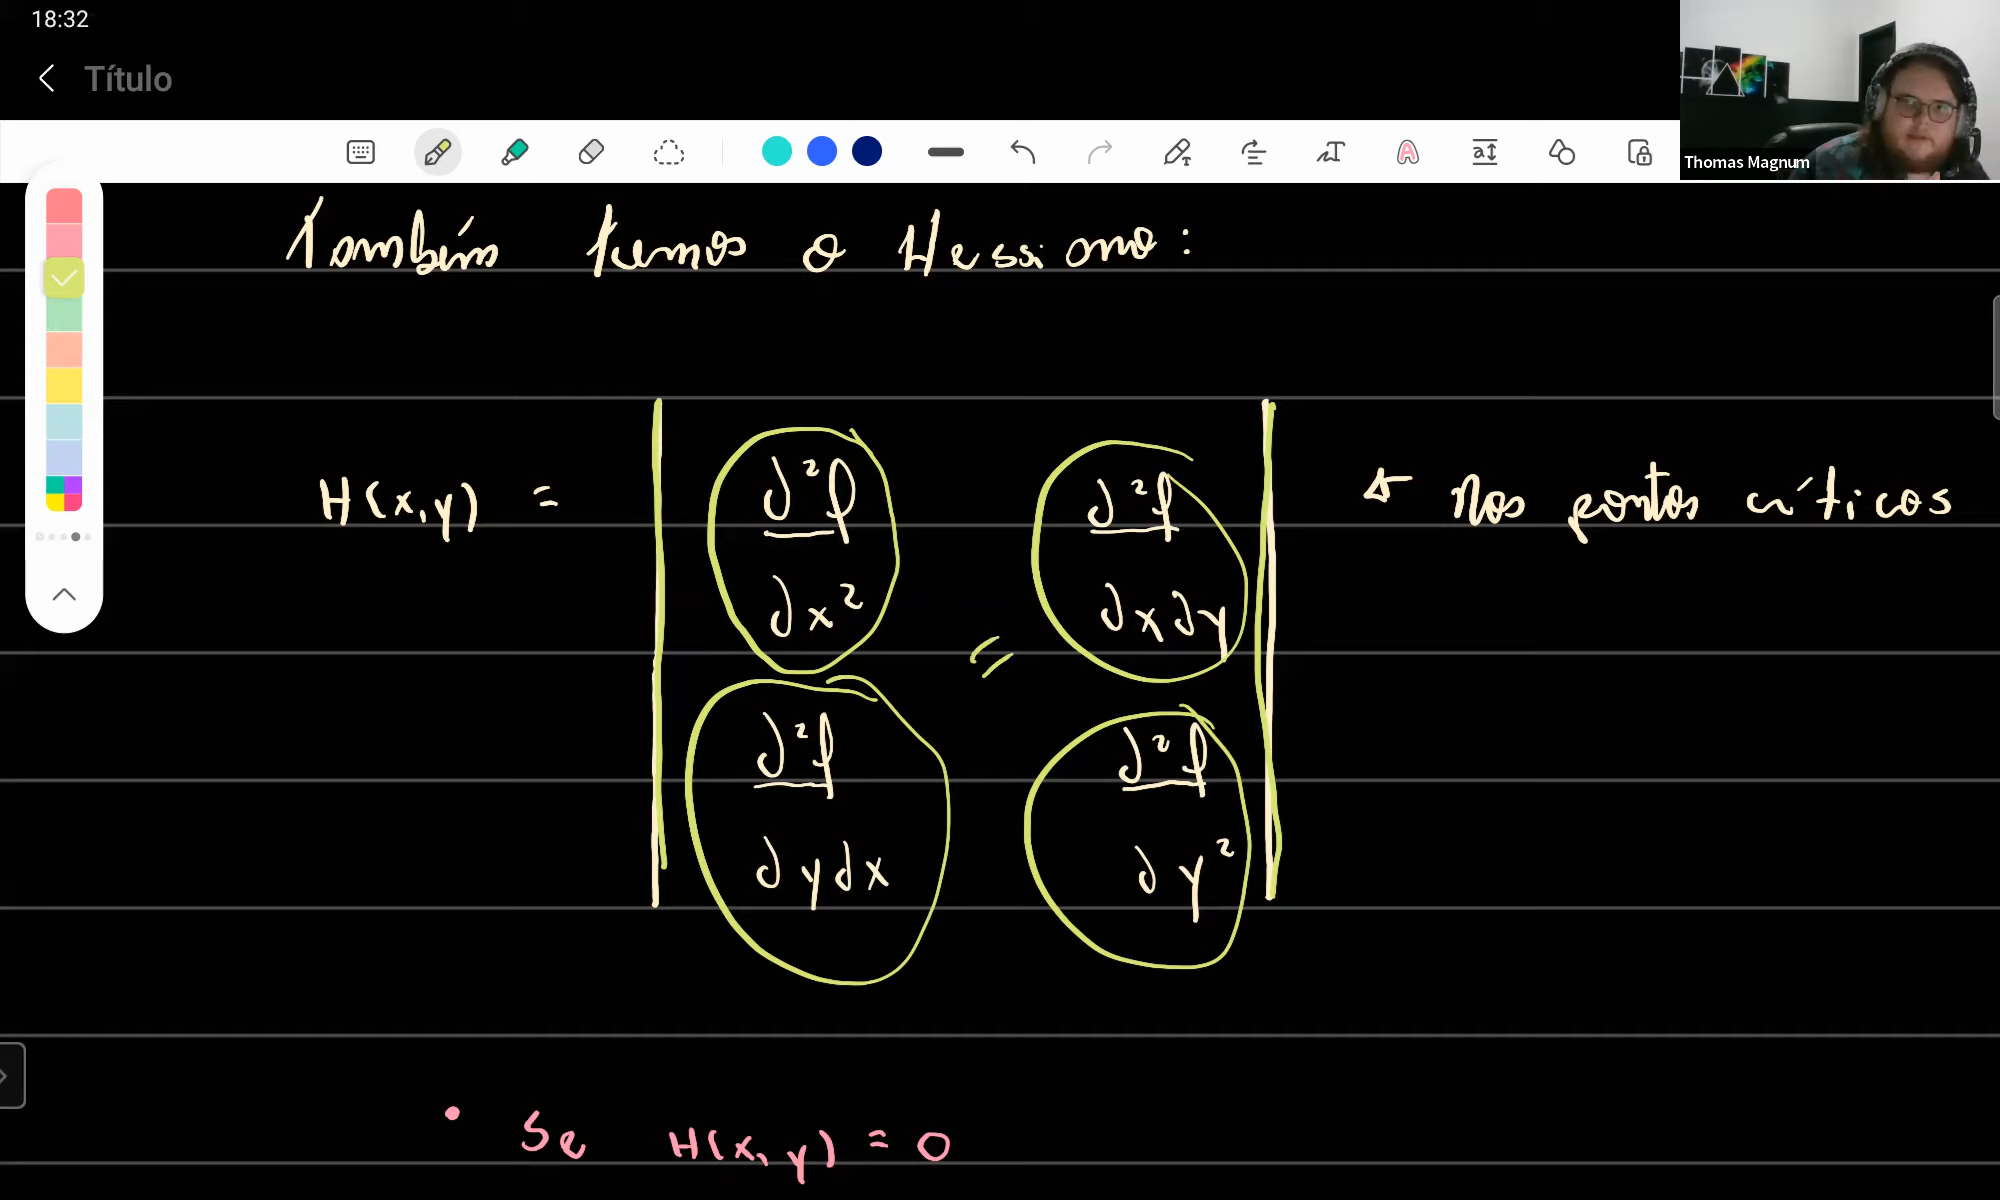 18:32
Título
Thomas Magnum
Também temos o Hessiano:
H(x,y) = | ∂²f/∂x² ∂²f/∂x∂y | * Nos pontos críticos
=
| ∂²f/∂y∂x ∂²f/∂y² |
• Se H(x,y) = 0